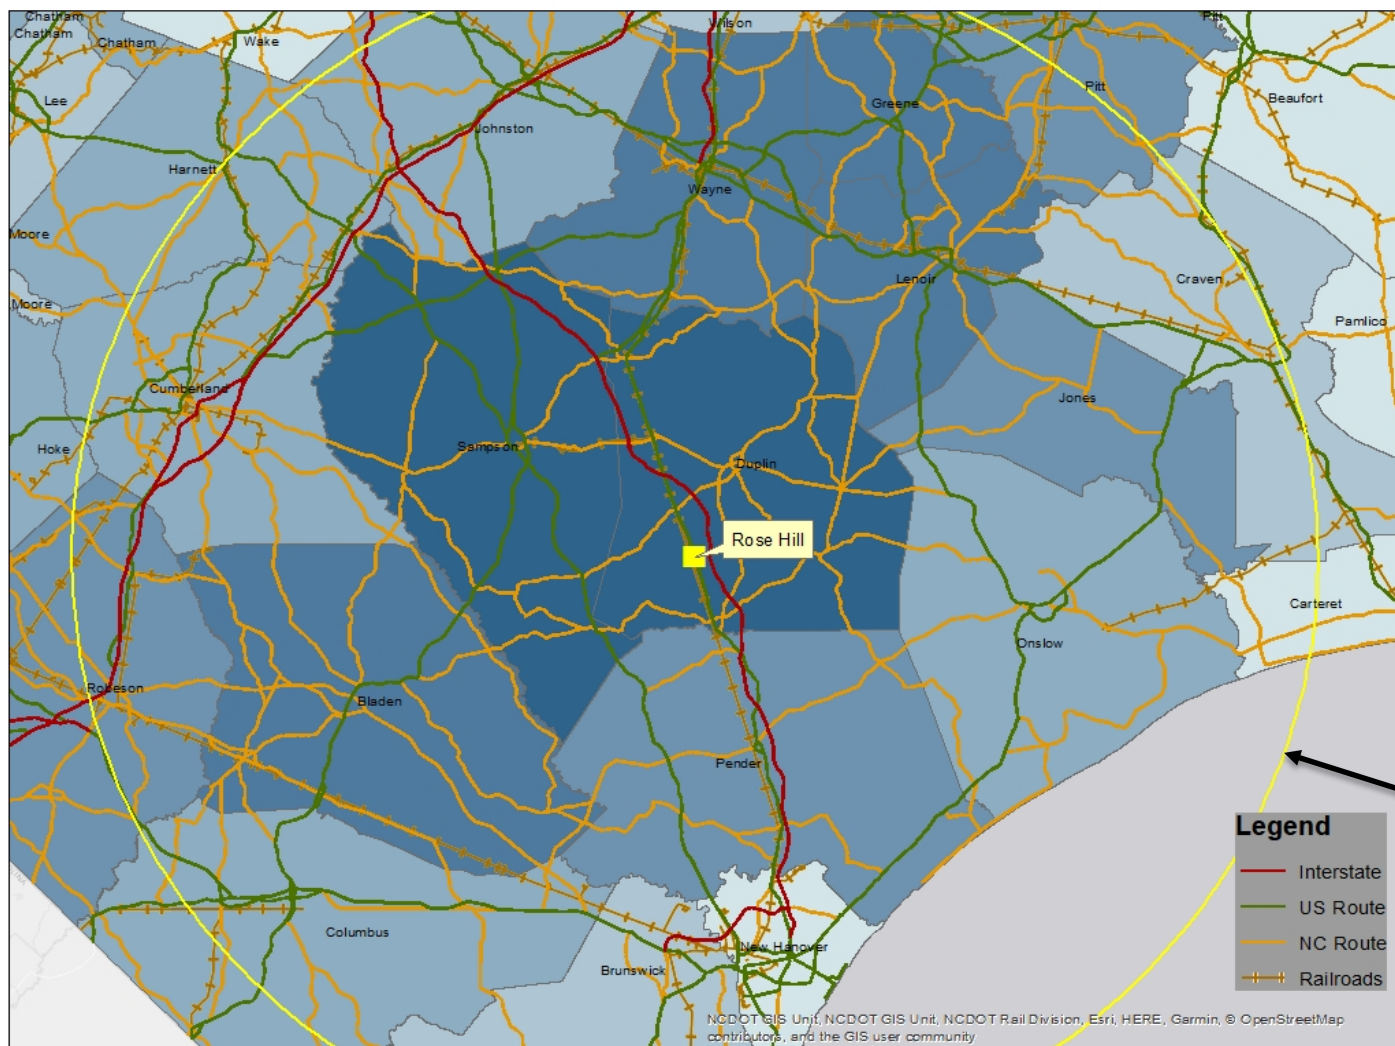 Chatham
Wilson
Pitt
Chatham
Chatham
Wake
Lee
Greene
Pitt
Beaufort
Johnston
Harnett
Wayne
Moore
Lenoir
Craven
Moore
Pamlico
Cumberland
Jones
Hoke
Sampson
Duplin
Rose Hill
Carteret
Onslow
Robeson
Bladen
Pender
Legend
Interstate
US Route
NC Route
Railroads
Columbus
New Hanover
Brunswick
NCDOT GIS Unit, NCDOT GIS Unit, NCDOT Rail Division, Esri, HERE, Garmin, © OpenStreetMap
contributors, and the GIS user community